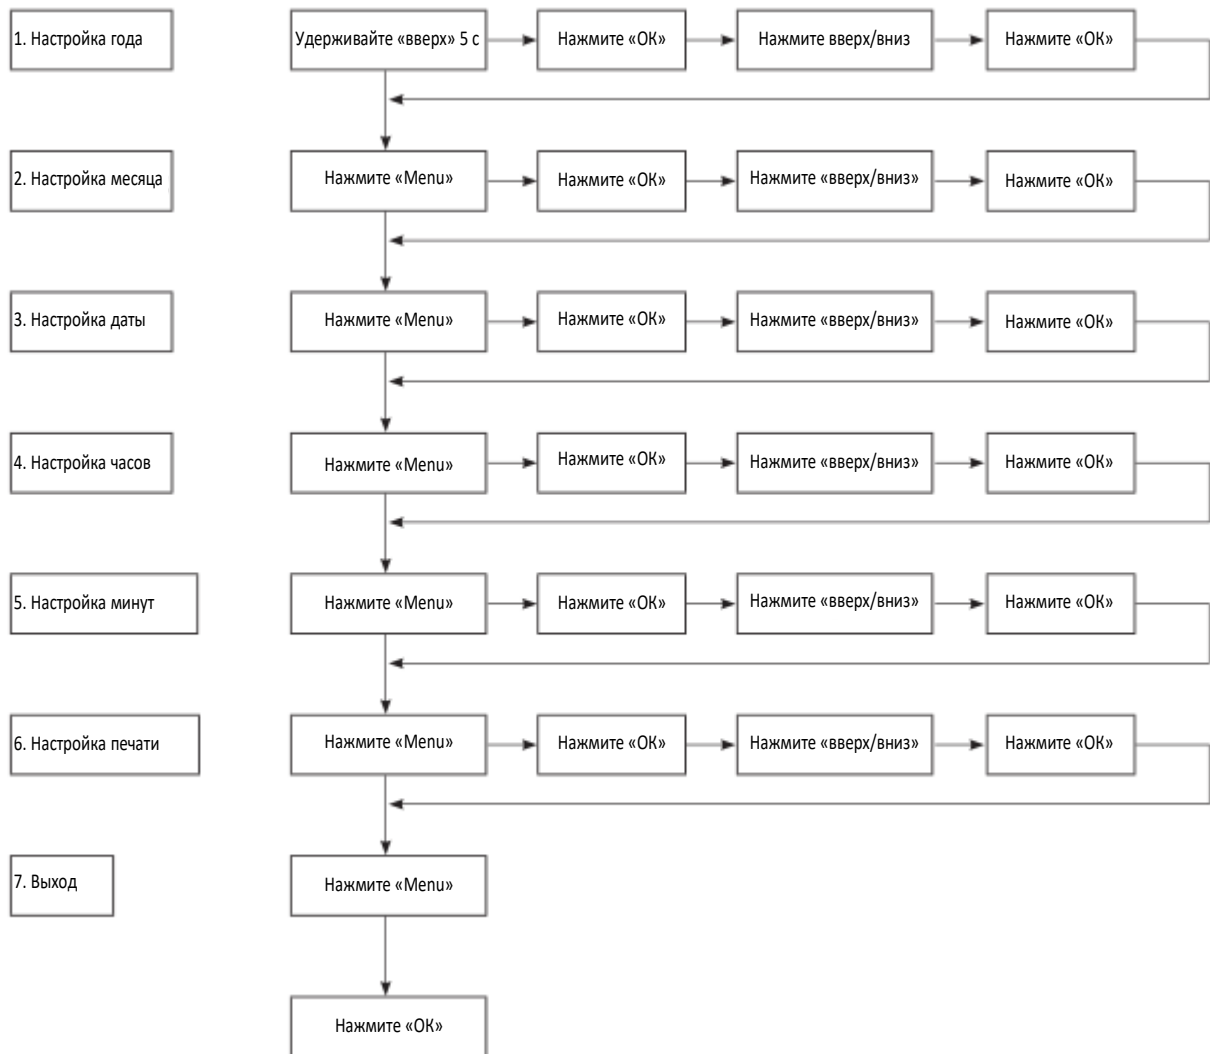 1. Настройка года
Удерживайте «вверх» 5 с
Нажмите «ОК»
Нажмите вверх/вниз
Нажмите «ОК»
2. Настройка месяца
Нажмите «Menu»
Нажмите «ОК»
Нажмите «вверх/вниз»
Нажмите «ОК»
3. Настройка даты
Нажмите «Menu»
Нажмите «ОК»
Нажмите «вверх/вниз»
Нажмите «ОК»
4. Настройка часов
Нажмите «Menu»
Нажмите «ОК»
Нажмите «вверх/вниз»
Нажмите «ОК»
5. Настройка минут
Нажмите «Menu»
Нажмите «ОК»
Нажмите «вверх/вниз»
Нажмите «ОК»
6. Настройка печати
Нажмите «Menu»
Нажмите «ОК»
Нажмите «вверх/вниз»
Нажмите «ОК»
7. Выход
Нажмите «Menu»
Нажмите «ОК»